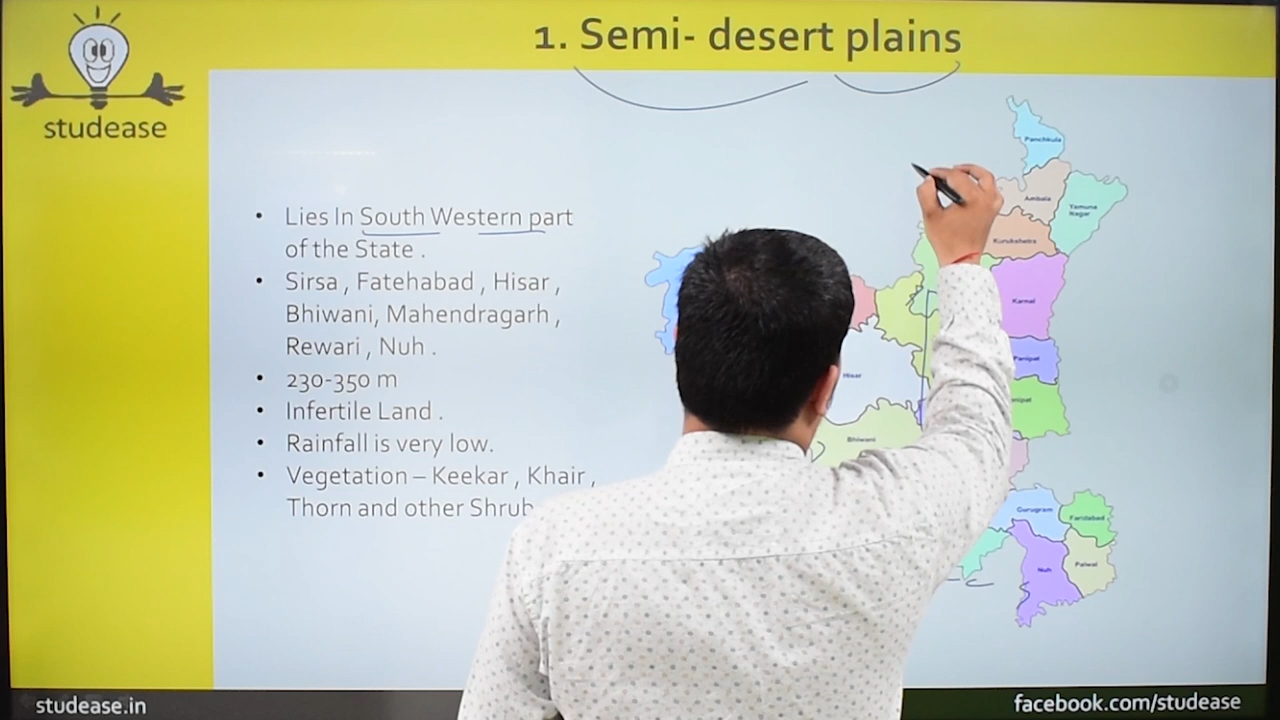 1. Semi- desert plains
studease
• Lies In South Western part
of the State .
• Sirsa , Fatehabad , Hisar ,
Bhiwani, Mahendragarh ,
Rewari , Nuh .
• 230-350 m
• Infertile Land .
• Rainfall is very low.
• Vegetation – Keekar , Khair ,
Thorn and other Shrub
Panchkula
Ambala
Yamuna
Nagar
Kurukshetra
Karnal
Panipat
Hisar
Bhiwani
Gurugram
Faridabad
Nuh
Palwal
studease.in
facebook.com/studease